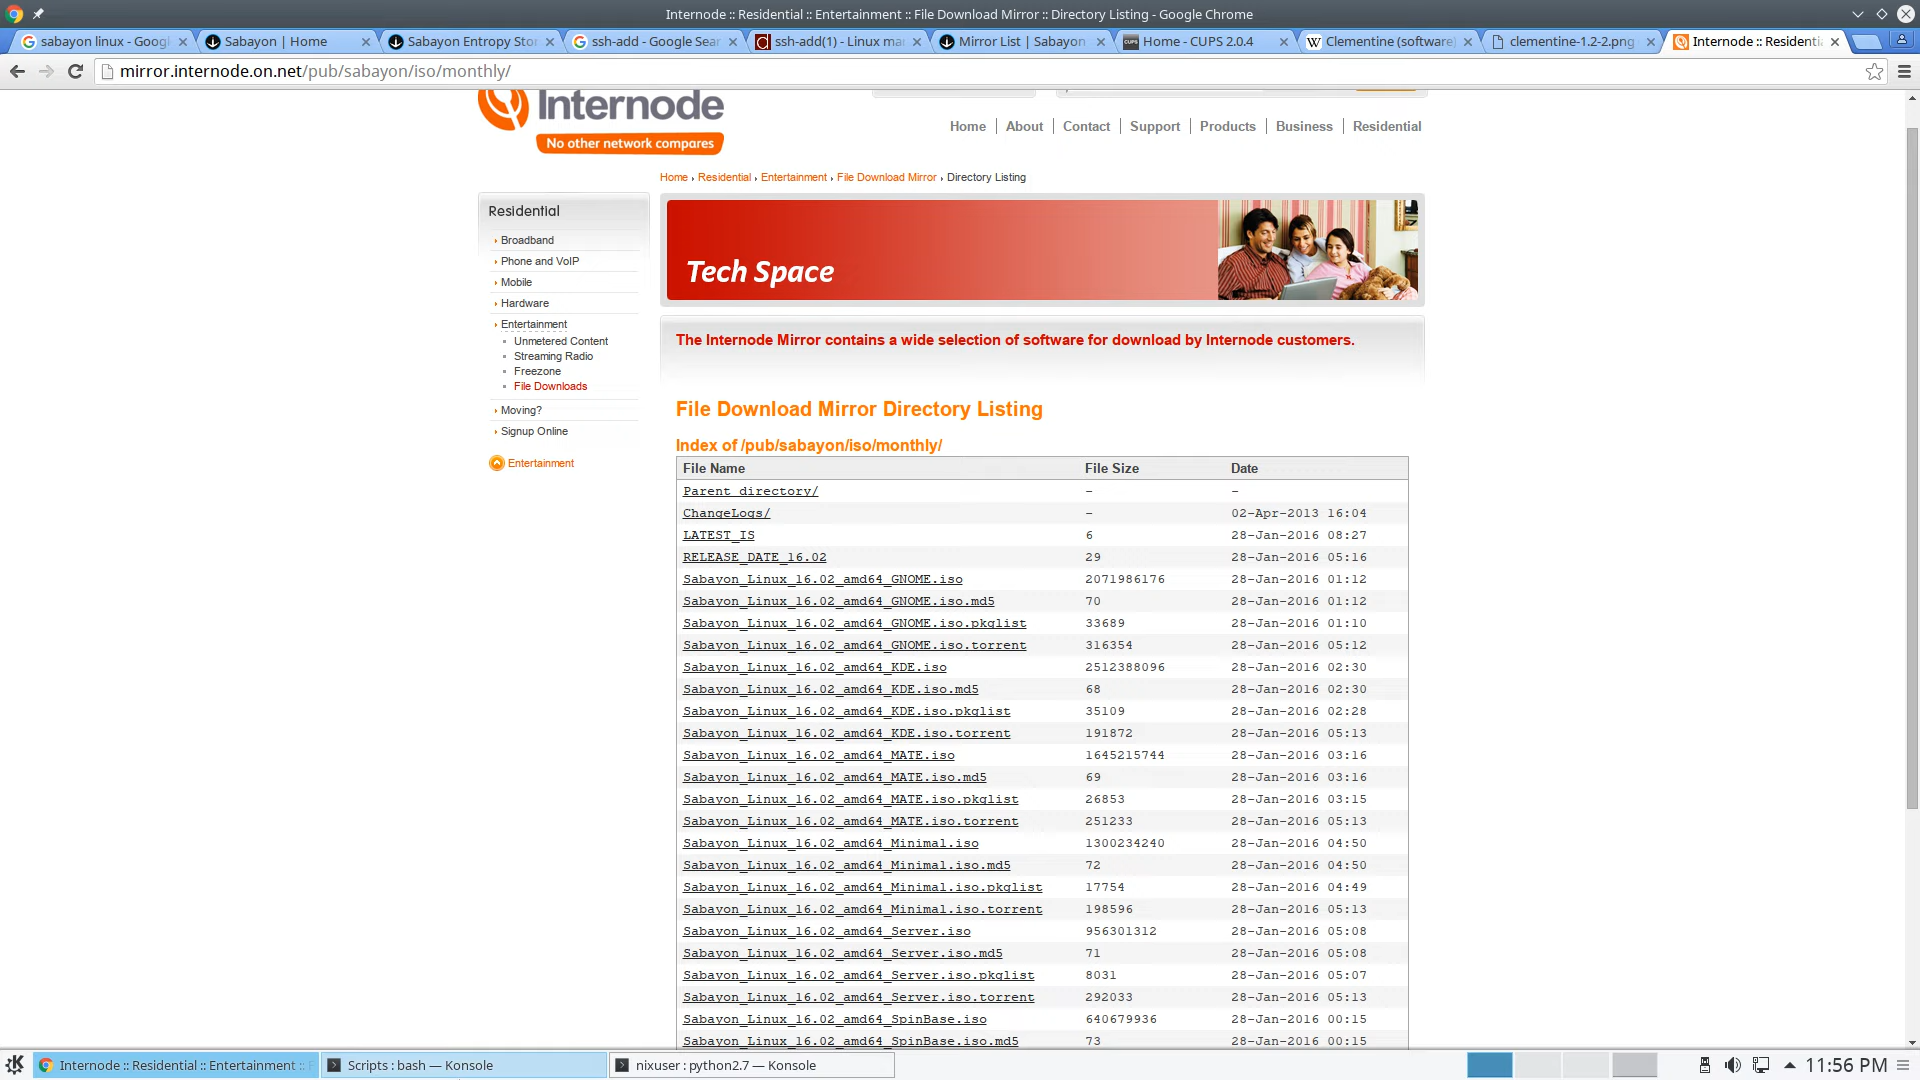 Internode :: Residential :: Entertainment :: File Download Mirror :: Directory Listing - Google Chrome
sabayon linux - Goog
Sabayon | Home
Sabayon Entropy Sto
ssh-add - Google Sear
ssh-add(1) - Linux ma
Mirror List | Sabayon
Home - CUPS 2.0.4
Clementine (software)
clementine-1.2-2.png
Internode :: Residenti
mirror.internode.on.net/pub/sabayon/iso/monthly/
Internode
No other network compares
Home About Contact Support Products Business Residential
Home › Residential › Entertainment › File Download Mirror › Directory Listing
Residential
Broadband
Phone and VoIP
Mobile
Hardware
Entertainment
Unmetered Content
Streaming Radio
Freezone
File Downloads
Moving?
Signup Online
Entertainment
Tech Space
The Internode Mirror contains a wide selection of software for download by Internode customers.
File Download Mirror Directory Listing
Index of /pub/sabayon/iso/monthly/
File Name File Size Date
Parent directory/ - -
ChangeLogs/ - 02-Apr-2013 16:04
LATEST_IS 6 28-Jan-2016 08:27
RELEASE_DATE_16.02 29 28-Jan-2016 05:16
Sabayon_Linux_16.02_amd64_GNOME.iso 2071986176 28-Jan-2016 01:12
Sabayon_Linux_16.02_amd64_GNOME.iso.md5 70 28-Jan-2016 01:12
Sabayon_Linux_16.02_amd64_GNOME.iso.pkglist 33689 28-Jan-2016 01:10
Sabayon_Linux_16.02_amd64_GNOME.iso.torrent 316354 28-Jan-2016 05:12
Sabayon_Linux_16.02_amd64_KDE.iso 2512388096 28-Jan-2016 02:30
Sabayon_Linux_16.02_amd64_KDE.iso.md5 68 28-Jan-2016 02:30
Sabayon_Linux_16.02_amd64_KDE.iso.pkglist 35109 28-Jan-2016 02:28
Sabayon_Linux_16.02_amd64_KDE.iso.torrent 191872 28-Jan-2016 05:13
Sabayon_Linux_16.02_amd64_MATE.iso 1645215744 28-Jan-2016 03:16
Sabayon_Linux_16.02_amd64_MATE.iso.md5 69 28-Jan-2016 03:16
Sabayon_Linux_16.02_amd64_MATE.iso.pkglist 26853 28-Jan-2016 03:15
Sabayon_Linux_16.02_amd64_MATE.iso.torrent 251233 28-Jan-2016 05:13
Sabayon_Linux_16.02_amd64_Minimal.iso 1300234240 28-Jan-2016 04:50
Sabayon_Linux_16.02_amd64_Minimal.iso.md5 72 28-Jan-2016 04:50
Sabayon_Linux_16.02_amd64_Minimal.iso.pkglist 17754 28-Jan-2016 04:49
Sabayon_Linux_16.02_amd64_Minimal.iso.torrent 198596 28-Jan-2016 05:13
Sabayon_Linux_16.02_amd64_Server.iso 956301312 28-Jan-2016 05:08
Sabayon_Linux_16.02_amd64_Server.iso.md5 71 28-Jan-2016 05:08
Sabayon_Linux_16.02_amd64_Server.iso.pkglist 8031 28-Jan-2016 05:07
Sabayon_Linux_16.02_amd64_Server.iso.torrent 292033 28-Jan-2016 05:13
Sabayon_Linux_16.02_amd64_SpinBase.iso 640679936 28-Jan-2016 00:15
Sabayon_Linux_16.02_amd64_SpinBase.iso.md5 73 28-Jan-2016 00:15
Internode :: Residential :: Entertainment ::
Scripts : bash — Konsole
nixuser : python2.7 — Konsole
11:56 PM